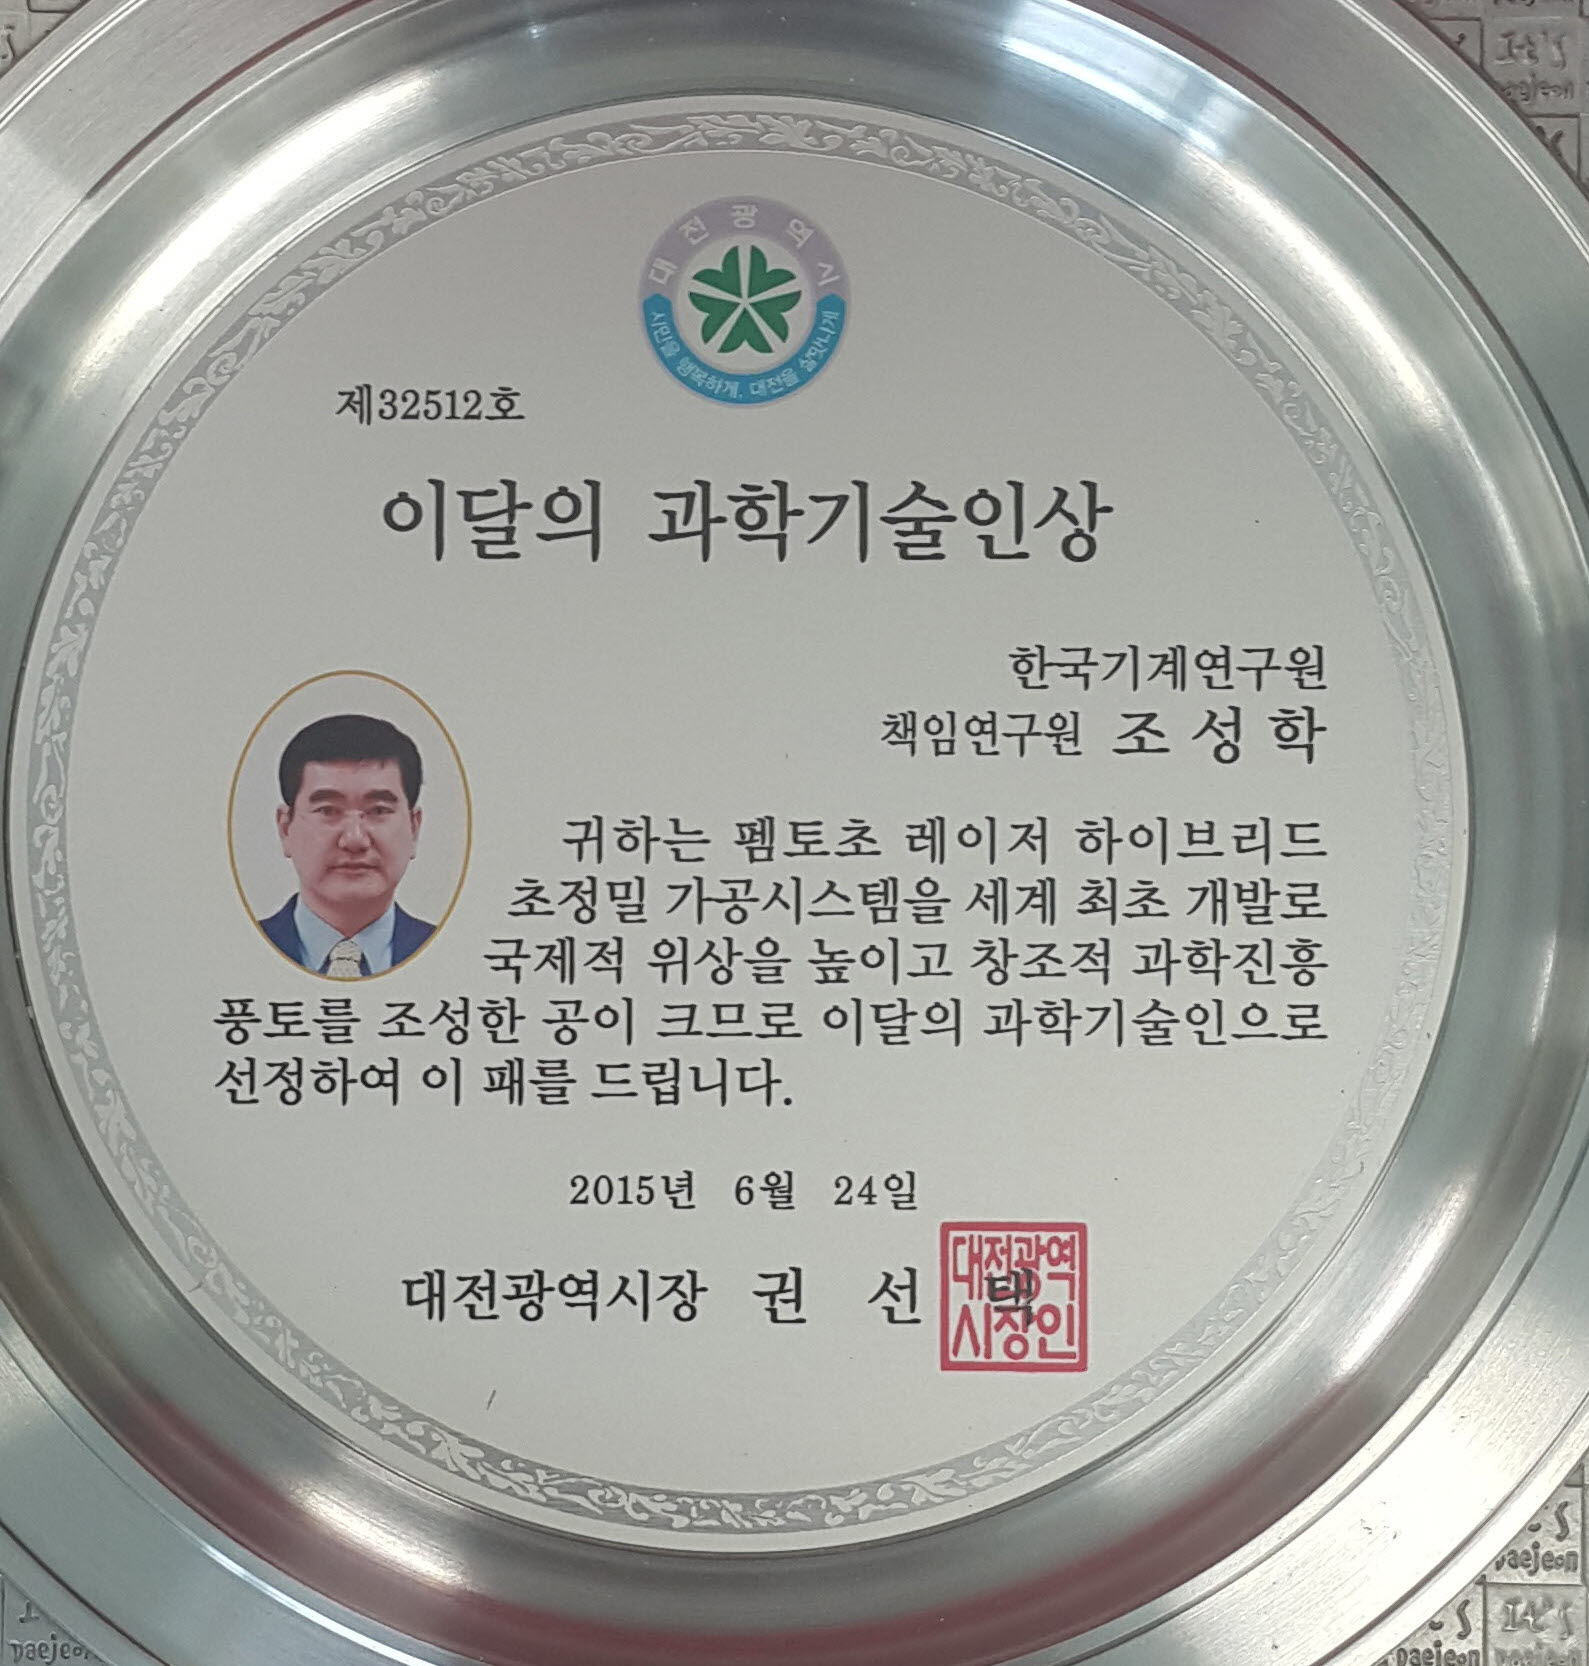 대전광역시
시민을 행복하게, 대전을 살맛나게
제32512호
이달의 과학기술인상
한국기계연구원
책임연구원 조성학
귀하는 펨토초 레이저 하이브리드
초정밀 가공시스템을 세계 최초 개발로
국제적 위상을 높이고 창조적 과학진흥
풍토를 조성한 공이 크므로 이달의 과학기술인으로
선정하여 이 패를 드립니다.
2015년 6월 24일
대전광역시장 권 선 택
대전광역
시장인
It's
Daejeon
It's
Daejeon